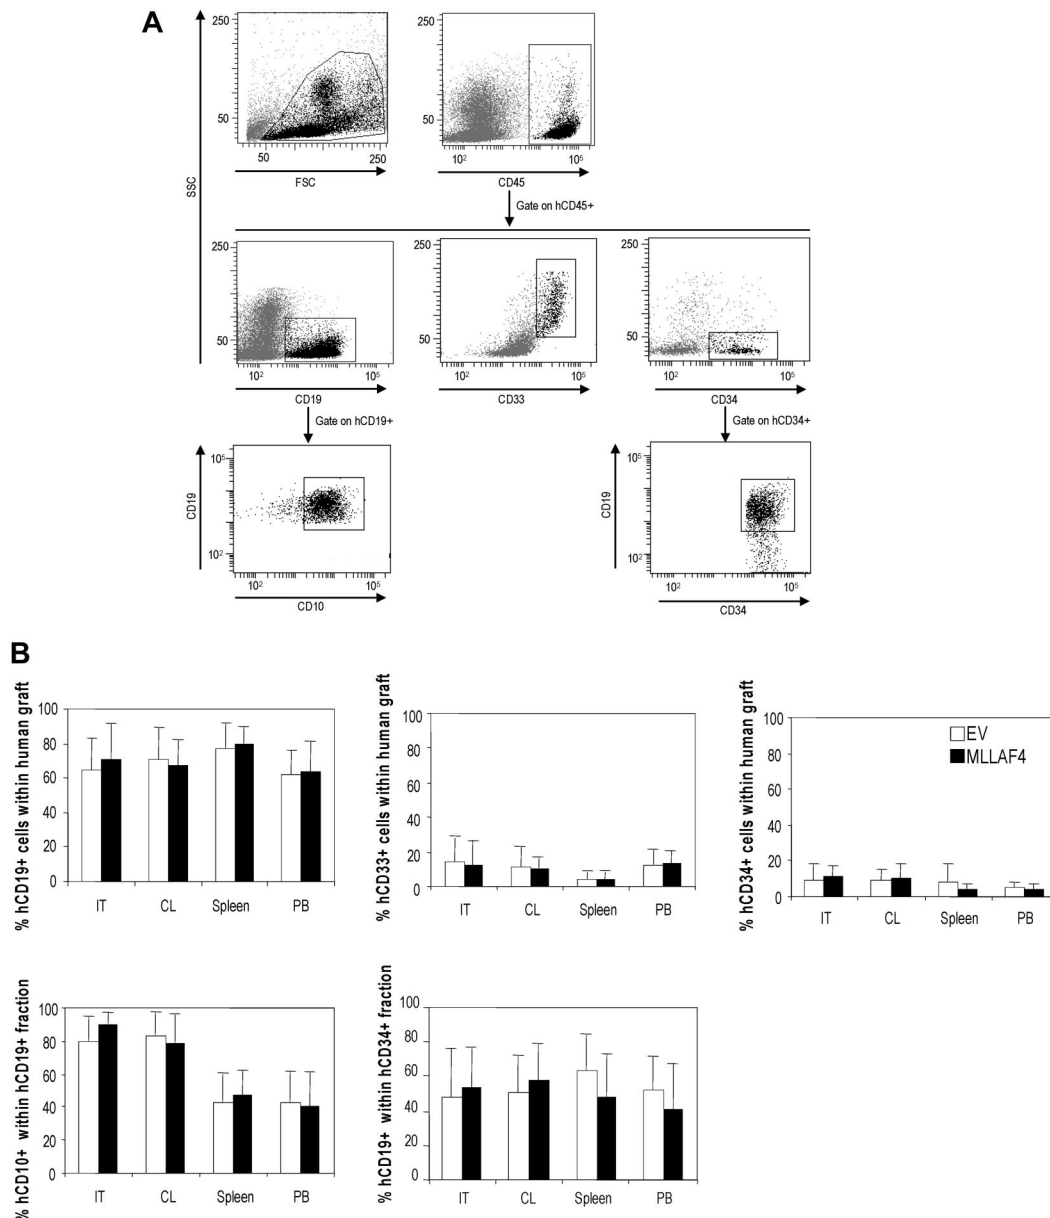 A
SSC
250
50
50
250
FSC
250
50
10²
10⁵
CD45
Gate on hCD45+
250
50
10²
10⁵
CD19
250
50
10²
10⁵
CD33
250
50
10²
10⁵
CD34
Gate on hCD19+
Gate on hCD34+
CD19
10⁵
10²
10²
10⁵
CD10
CD19
10⁵
10²
10²
10⁵
CD34
B
% hCD19+ cells within human graft
100
80
60
40
20
0
IT CL Spleen PB
% hCD33+ cells within human graft
100
80
60
40
20
0
IT CL Spleen PB
% hCD34+ cells within human graft
100
80
60
40
20
0
IT CL Spleen PB
EV
MLLAF4
% hCD10+ within hCD19+ fraction
100
80
60
40
20
0
IT CL Spleen PB
% hCD19+ within hCD34+ fraction
100
80
60
40
20
0
IT CL Spleen PB